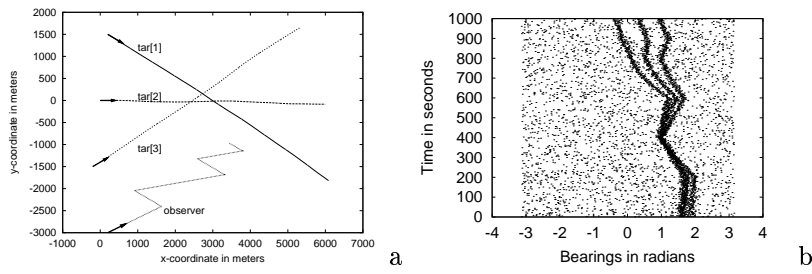 2000
1500
1000
500
0
-500
-1000
-1500
-2000
-2500
-3000
y-coordinate in meters
tar[1]
tar[2]
tar[3]
observer
-1000 0 1000 2000 3000 4000 5000 6000 7000
x-coordinate in meters
a
1000
900
800
700
600
500
400
300
200
100
0
Time in seconds
-4 -3 -2 -1 0 1 2 3 4
Bearings in radians
b